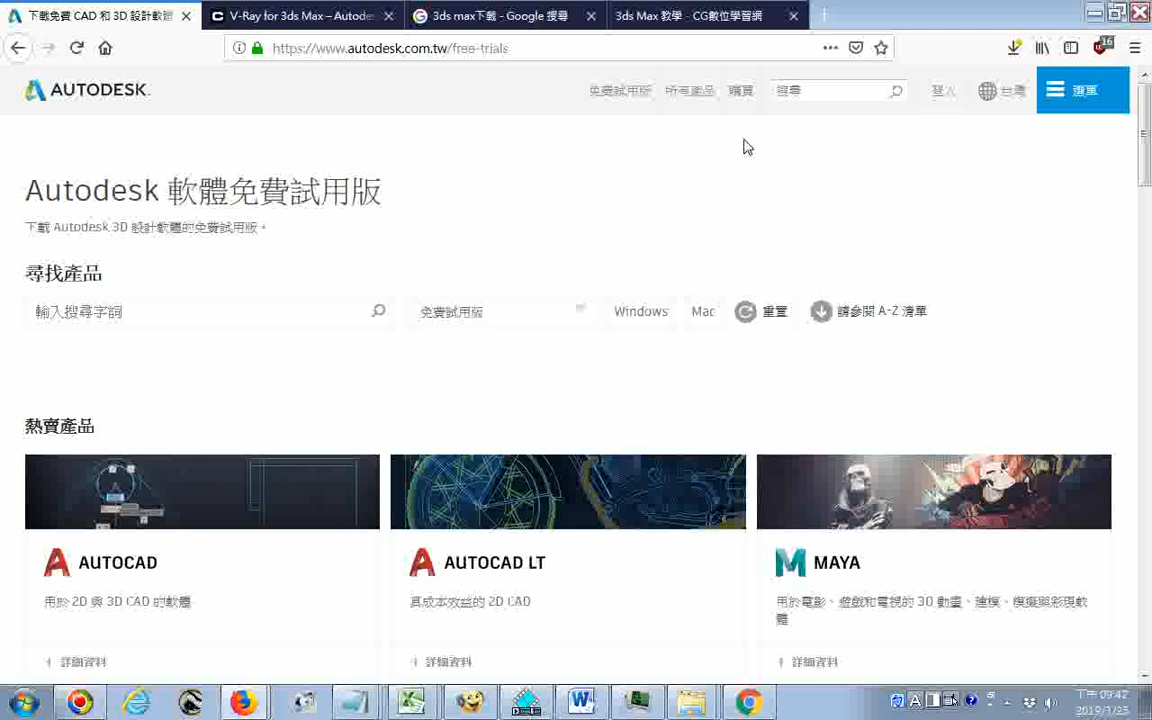 下載免費 CAD 和 3D 設計軟體
V-Ray for 3ds Max – Autode
3ds max下載 - Google 搜尋
3ds Max 教學 - CG數位學習網
https://www.autodesk.com.tw/free-trials
16
AUTODESK.
免費試用版 所有產品 購買 搜尋 登入 台灣 選單
Autodesk 軟體免費試用版
下載 Autodesk 3D 設計軟體的免費試用版。
尋找產品
輸入搜尋字詞 免費試用版 Windows Mac 重置 請參閱 A-Z 清單
熱賣產品
AUTOCAD
用於 2D 與 3D CAD 的軟體
詳細資料
AUTOCAD LT
具成本效益的 2D CAD
詳細資料
MAYA
用於電影、遊戲和電視的 3D 動畫、建模、模擬與彩現軟
體
詳細資料
下午 09:42
2019/3/25